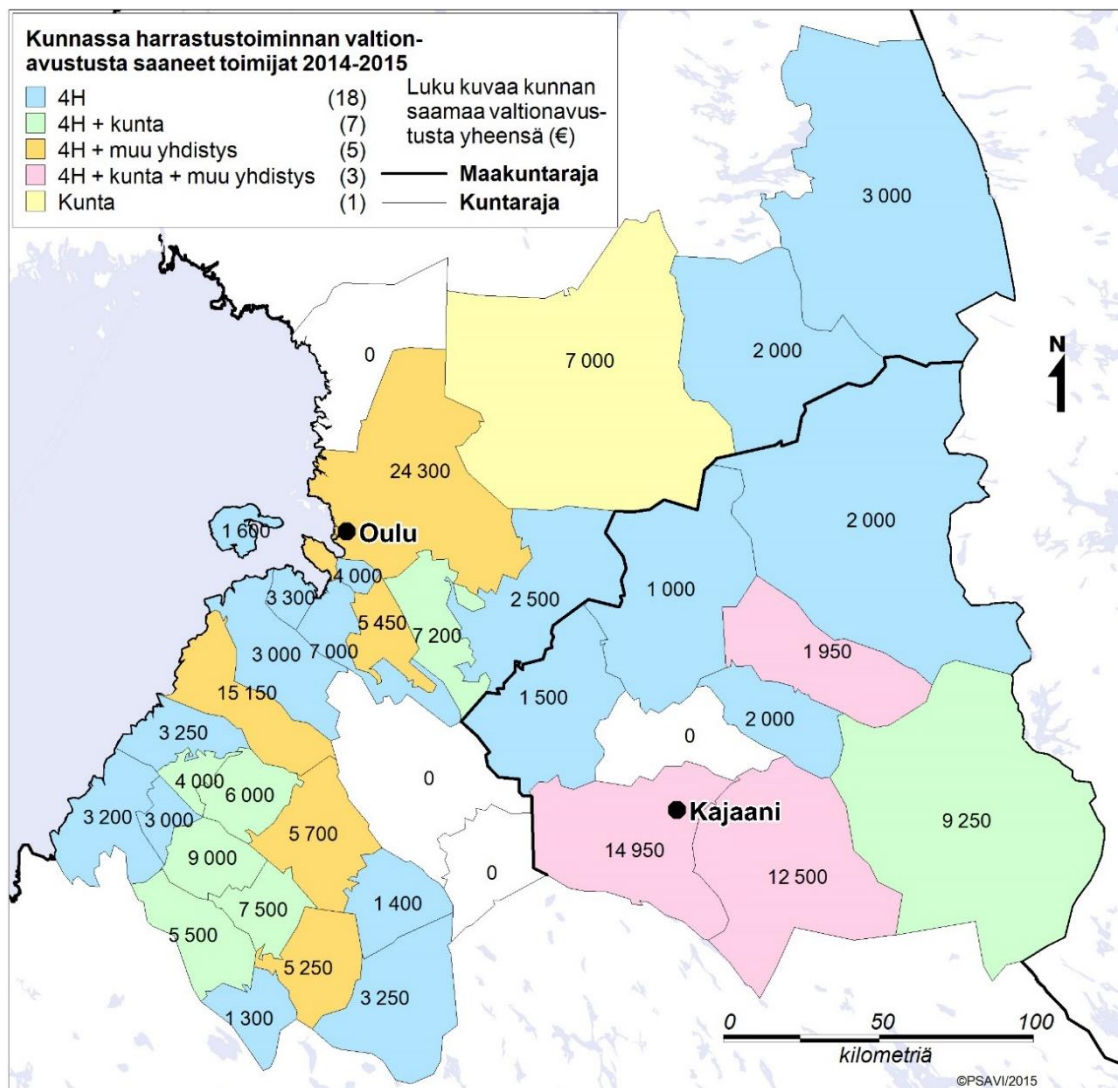 Kunnassa harrastustoiminnan valtion-
avustusta saaneet toimijat 2014-2015
4H (18)
4H + kunta (7)
4H + muu yhdistys (5)
4H + kunta + muu yhdistys (3)
Kunta (1)
Luku kuvaa kunnan
saamaa valtionavus-
tusta yheensä (€)
Maakuntaraja
Kuntaraja
3 000
N
0
7 000
2 000
24 300
Oulu
1 600
2 000
4 000
3 300
2 500
1 000
5 450
7 200
7 000
3 000
1 950
15 150
1 500
2 000
3 250
0
0
4 000
6 000
3 200
3 000
5 700
Kajaani
9 250
14 950
9 000
0
12 500
1 400
7 500
5 500
5 250
3 250
1 300
0 50 100
kilometriä
©PSAVI/2015